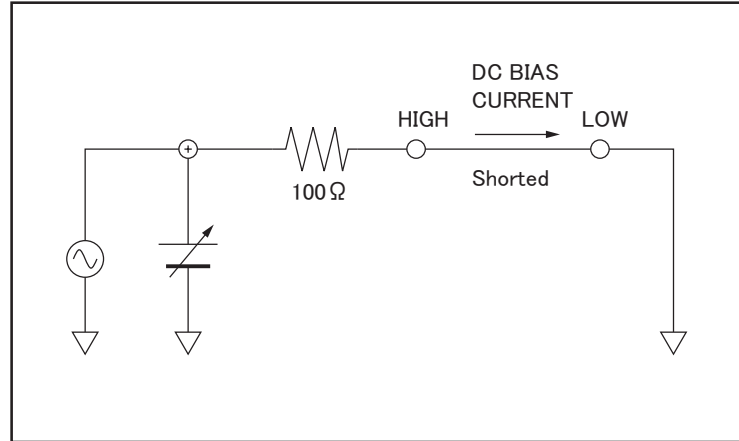 DC BIAS
CURRENT
HIGH
LOW
+
100Ω
Shorted